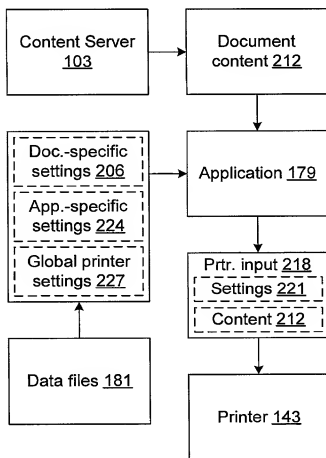 Content Server
103
Document
content 212
Doc.-specific
settings 206
App.-specific
settings 224
Global printer
settings 227
Application 179
Prtr. input 218
Settings 221
Content 212
Data files 181
Printer 143